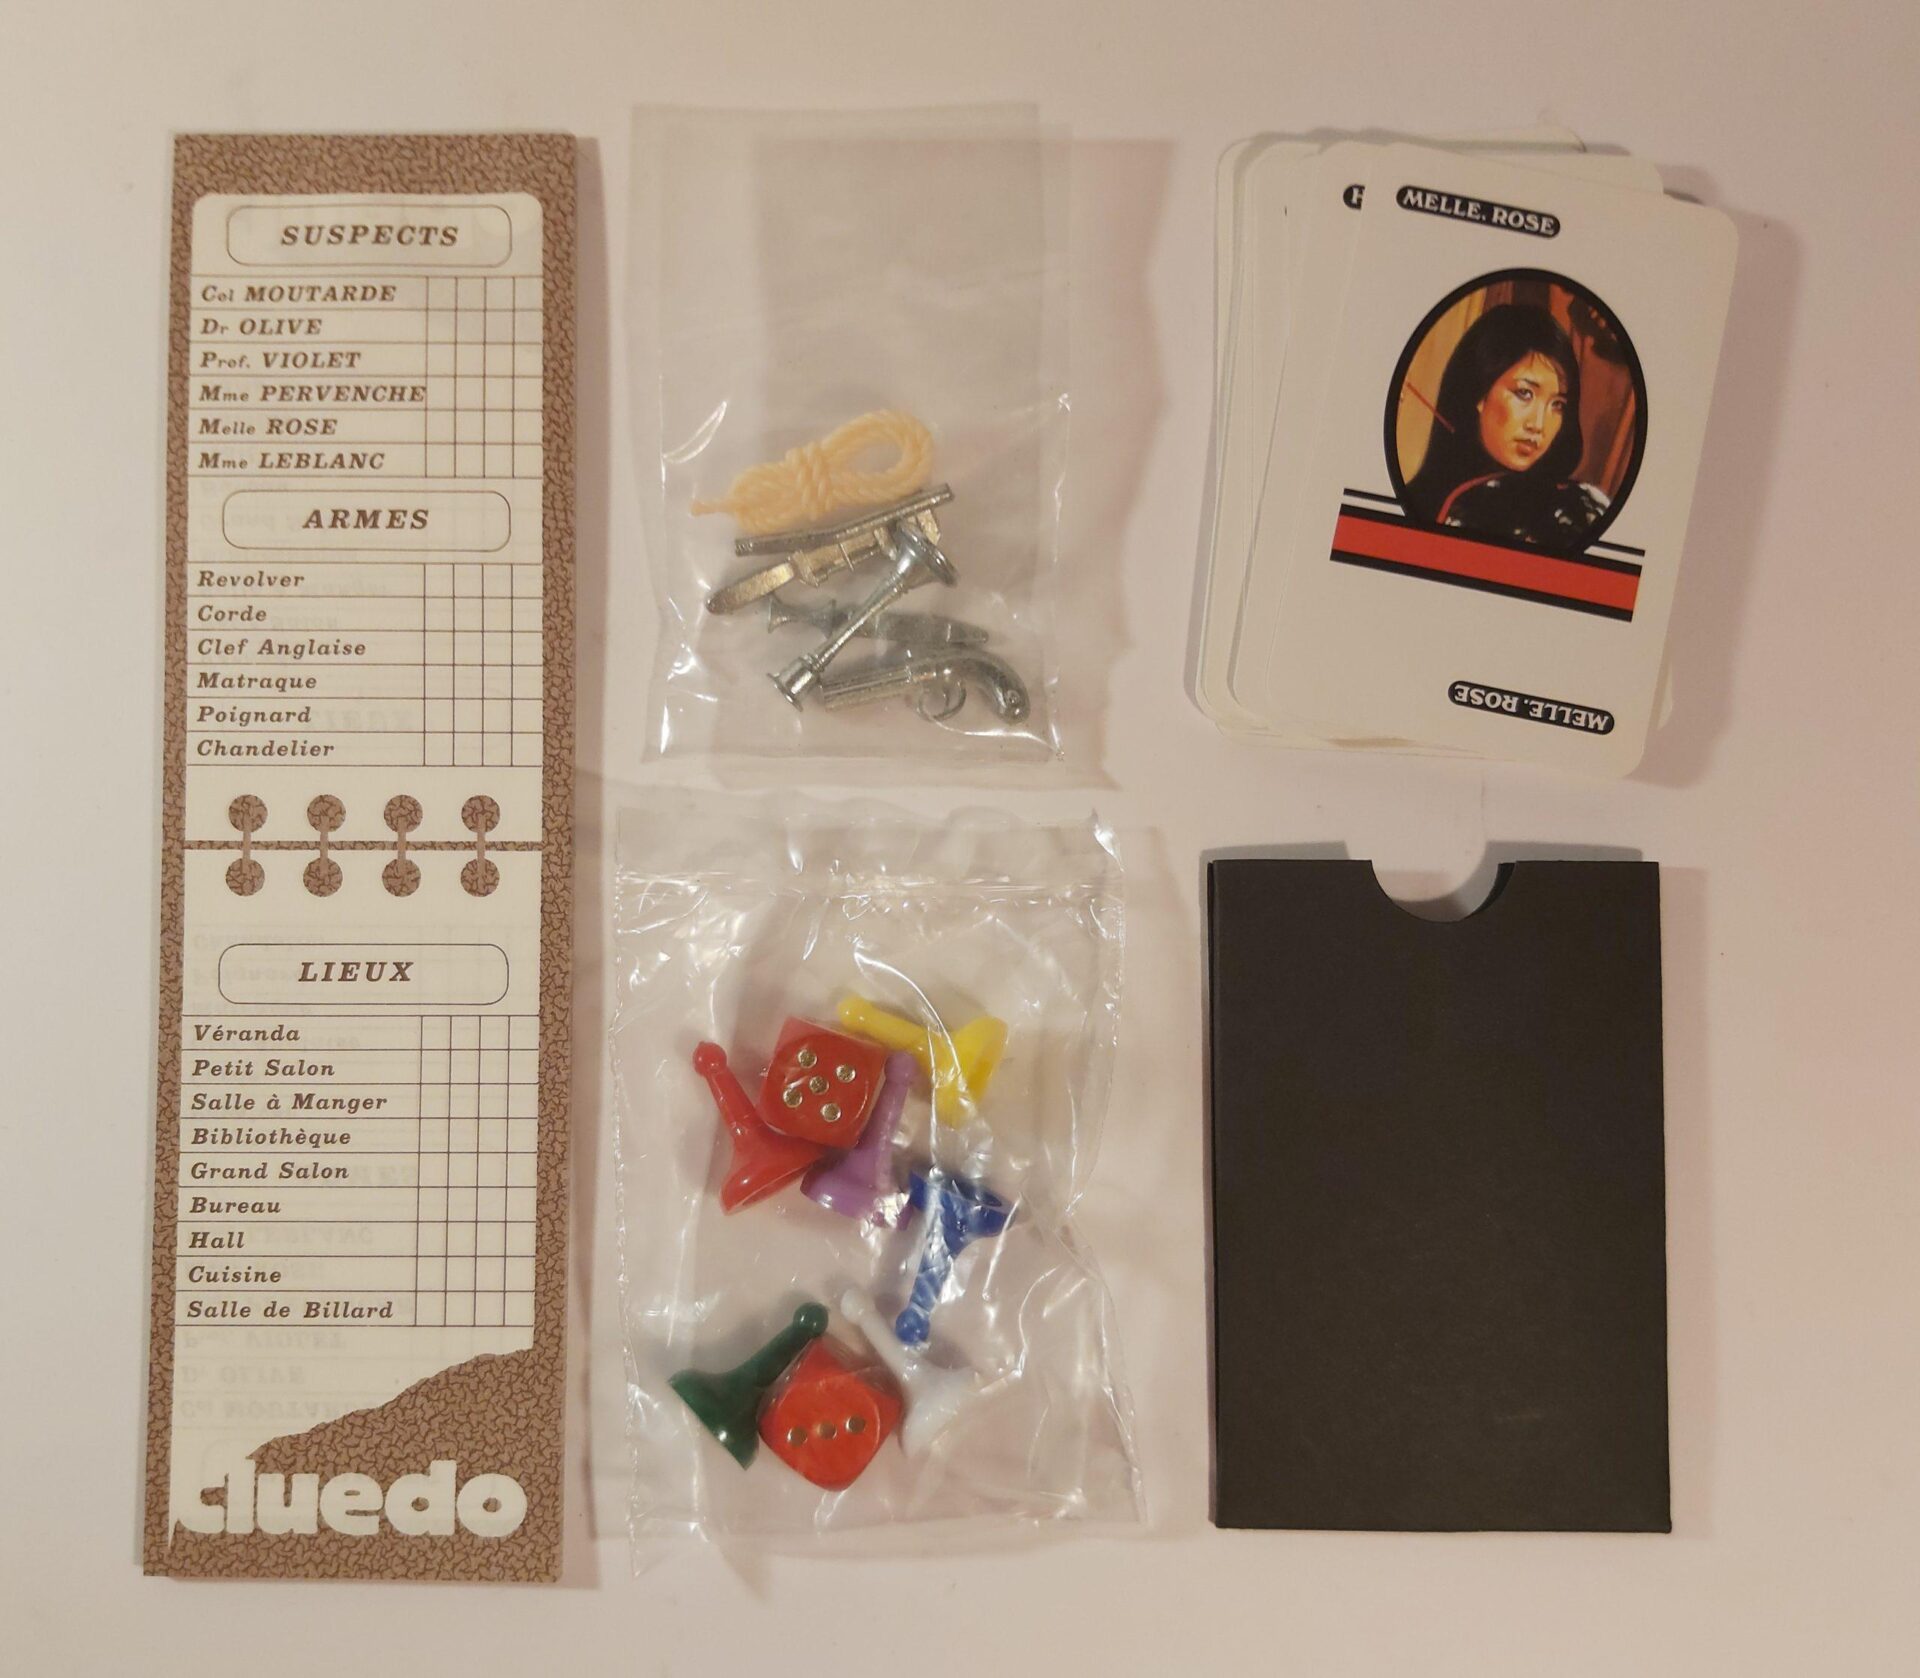 SUSPECTS
Col MOUTARDE
Dr OLIVE
Prof. VIOLET
Mme PERVENCHE
Melle ROSE
Mme LEBLANC
ARMES
Revolver
Corde
Clef Anglaise
Matraque
Poignard
Chandelier
LIEUX
Véranda
Petit Salon
Salle à Manger
Bibliothèque
Grand Salon
Bureau
Hall
Cuisine
Salle de Billard
cluedo
MELLE. ROSE
MELLE. ROSE